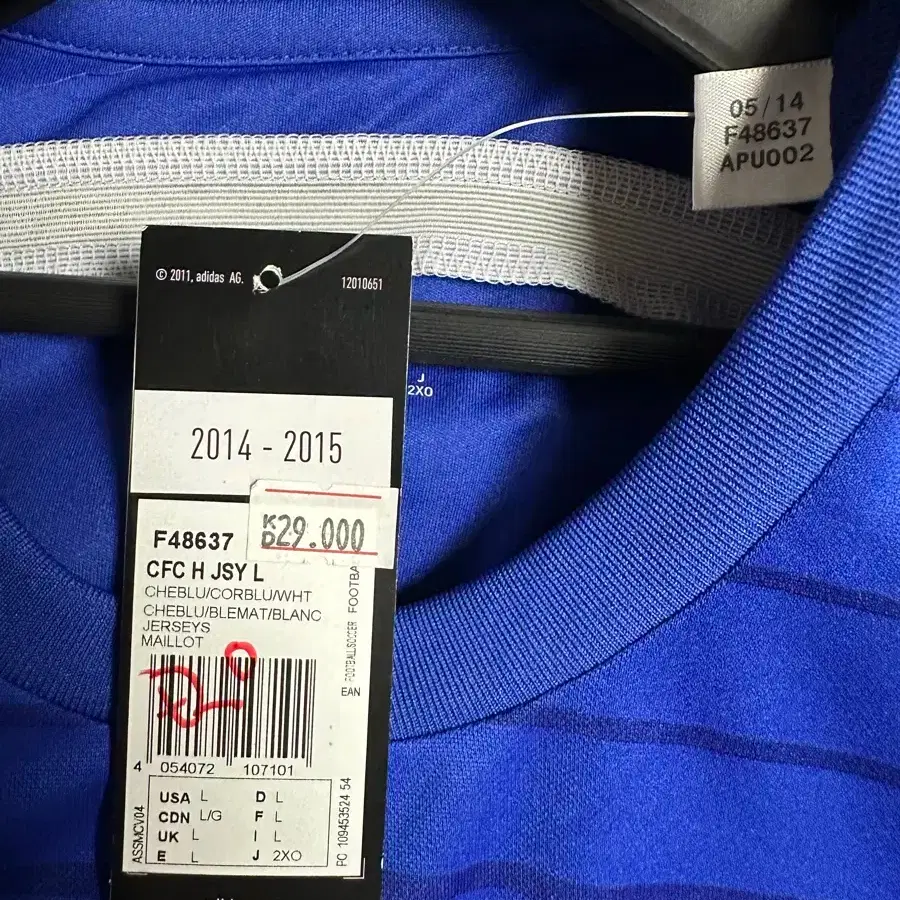 05/14
F48637
APU002
© 2011, adidas AG.
12010651
J
2XO
2014 - 2015
KD 29.000
F48637
CFC H JSY L
CHEBLU/CORBLU/WHT
CHEBLU/BLEMAT/BLANC
JERSEYS
MAILLOT
FOOTBALL/SOCCER FOOTBA
EAN
4 054072 107101
USA L D L
CDN L/G F L
UK L I L
E L J 2XO
ASSMCV04
PC 109453524 54